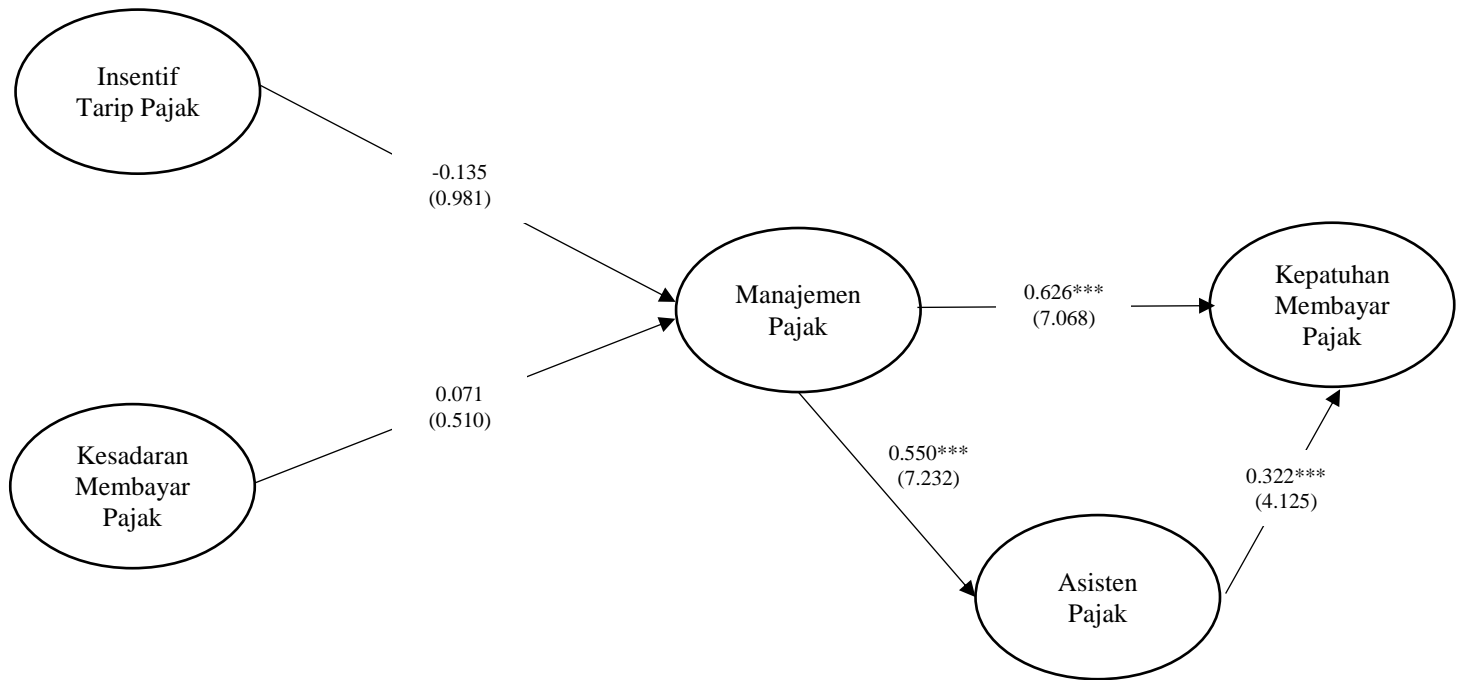 Insentif
Tarip Pajak
-0.135
(0.981)
Manajemen
Pajak
0.626***
(7.068)
Kepatuhan
Membayar
Pajak
0.071
(0.510)
Kesadaran
Membayar
Pajak
0.550***
(7.232)
0.322***
(4.125)
Asisten
Pajak